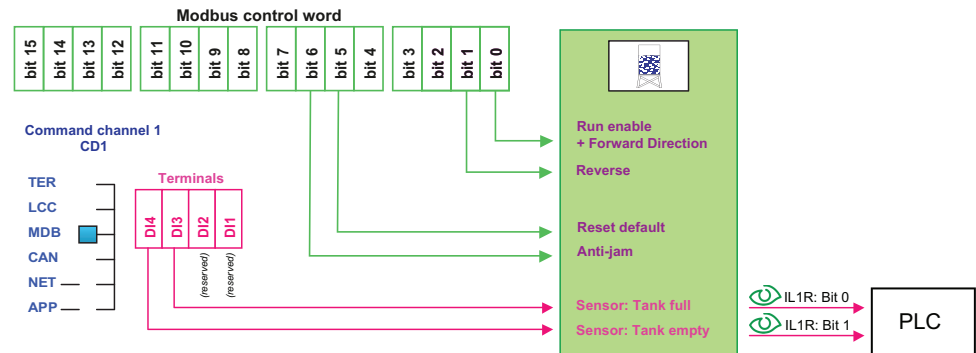 Modbus control word
bit 15
bit 14
bit 13
bit 12
bit 11
bit 10
bit 9
bit 8
bit 7
bit 6
bit 5
bit 4
bit 3
bit 2
bit 1
bit 0
Command channel 1
CD1
TER
LCC
MDB
CAN
NET
APP
Terminals
DI4
DI3
DI2
DI1
(reserved)
(reserved)
Run enable
+ Forward Direction
Reverse
Reset default
Anti-jam
Sensor: Tank full
Sensor: Tank empty
IL1R: Bit 0
IL1R: Bit 1
PLC